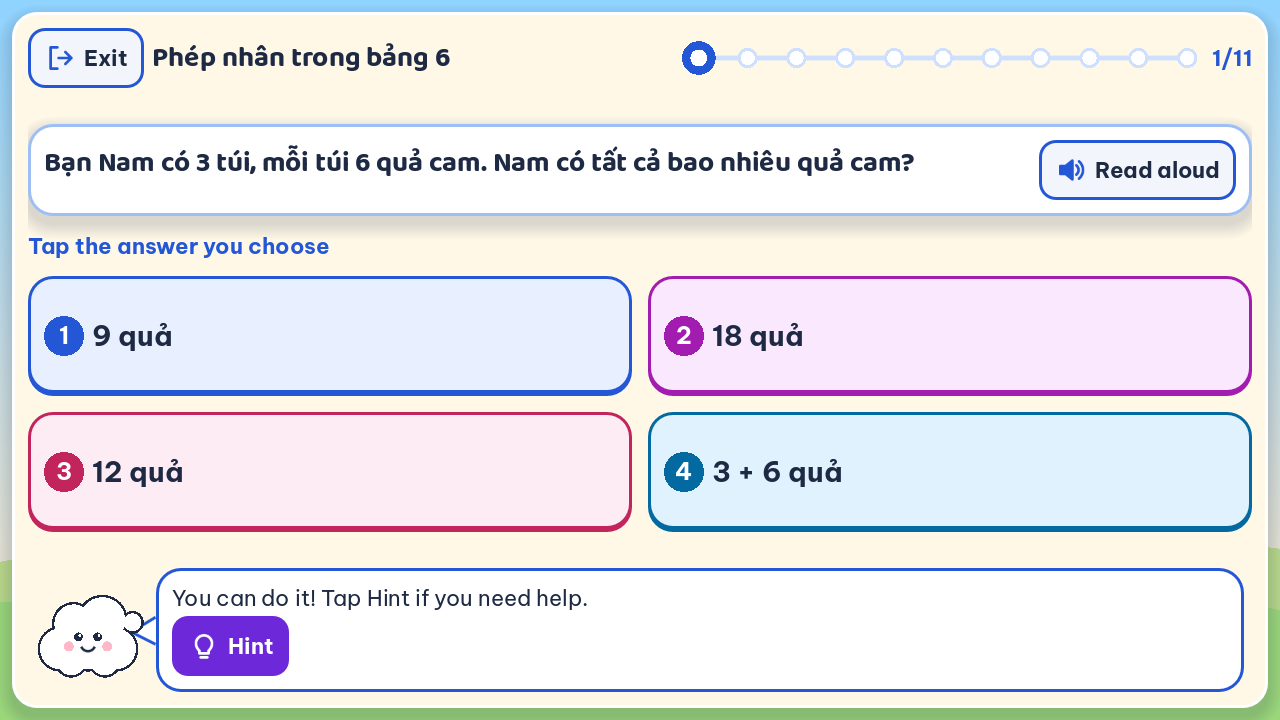 Exit
Phép nhân trong bảng 6
1/11
Bạn Nam có 3 túi, mỗi túi 6 quả cam. Nam có tất cả bao nhiêu quả cam?
Read aloud
Tap the answer you choose
1 9 quả
2 18 quả
3 12 quả
4 3 + 6 quả
You can do it! Tap Hint if you need help.
Hint